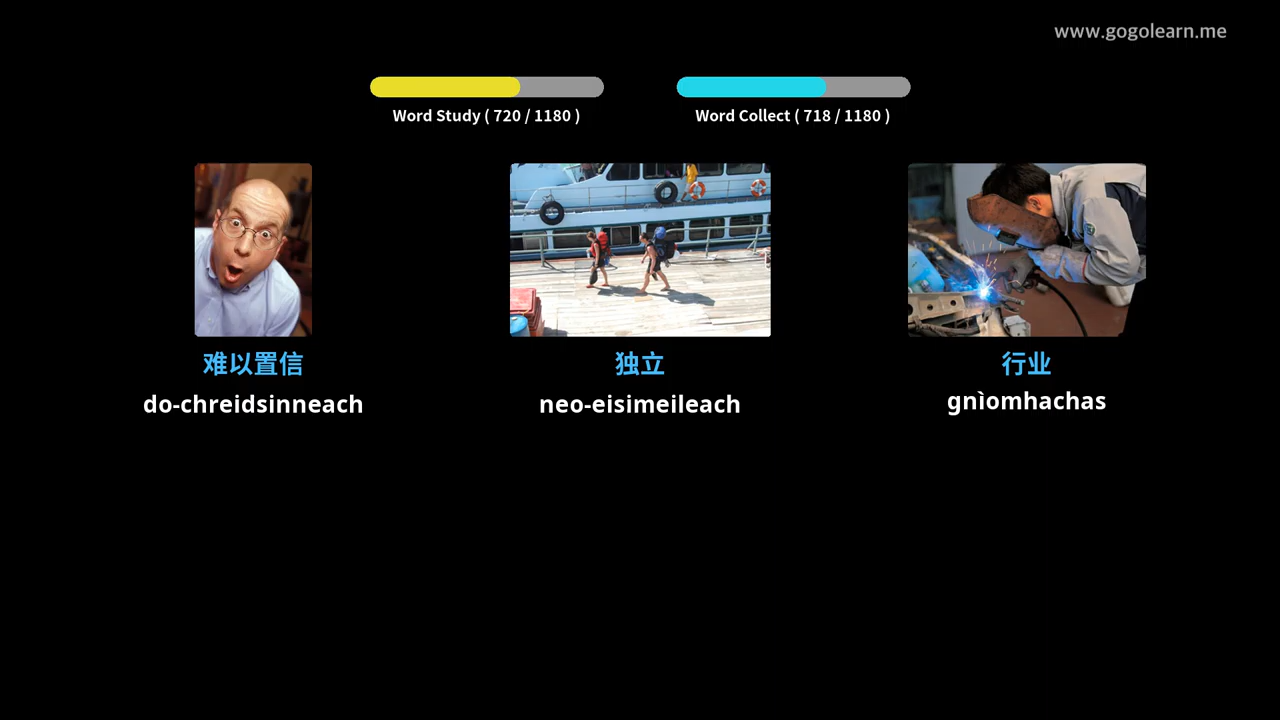 www.gogolearn.me
Word Study ( 720 / 1180 )
Word Collect ( 718 / 1180 )
难以置信
独立
行业
do-chreidsinneach
neo-eisimeileach
gnìomhachas